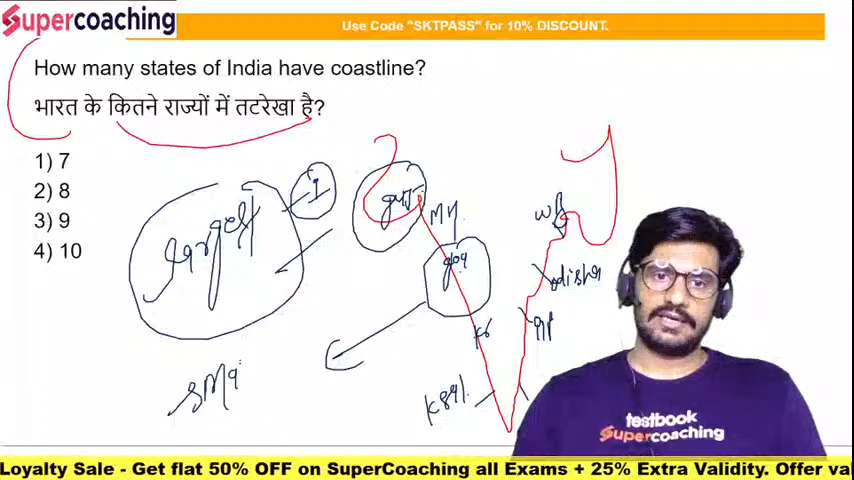 Supercoaching
Use Code "SKTPASS" for 10% DISCOUNT.
How many states of India have coastline?
भारत के कितने राज्यों में तटरेखा है?
1) 7
2) 8
3) 9
4) 10
guj
MH
goa
WB
odisha
AP
testbook
Supercoaching
Loyalty Sale - Get flat 50% OFF on SuperCoaching all Exams + 25% Extra Validity. Offer va